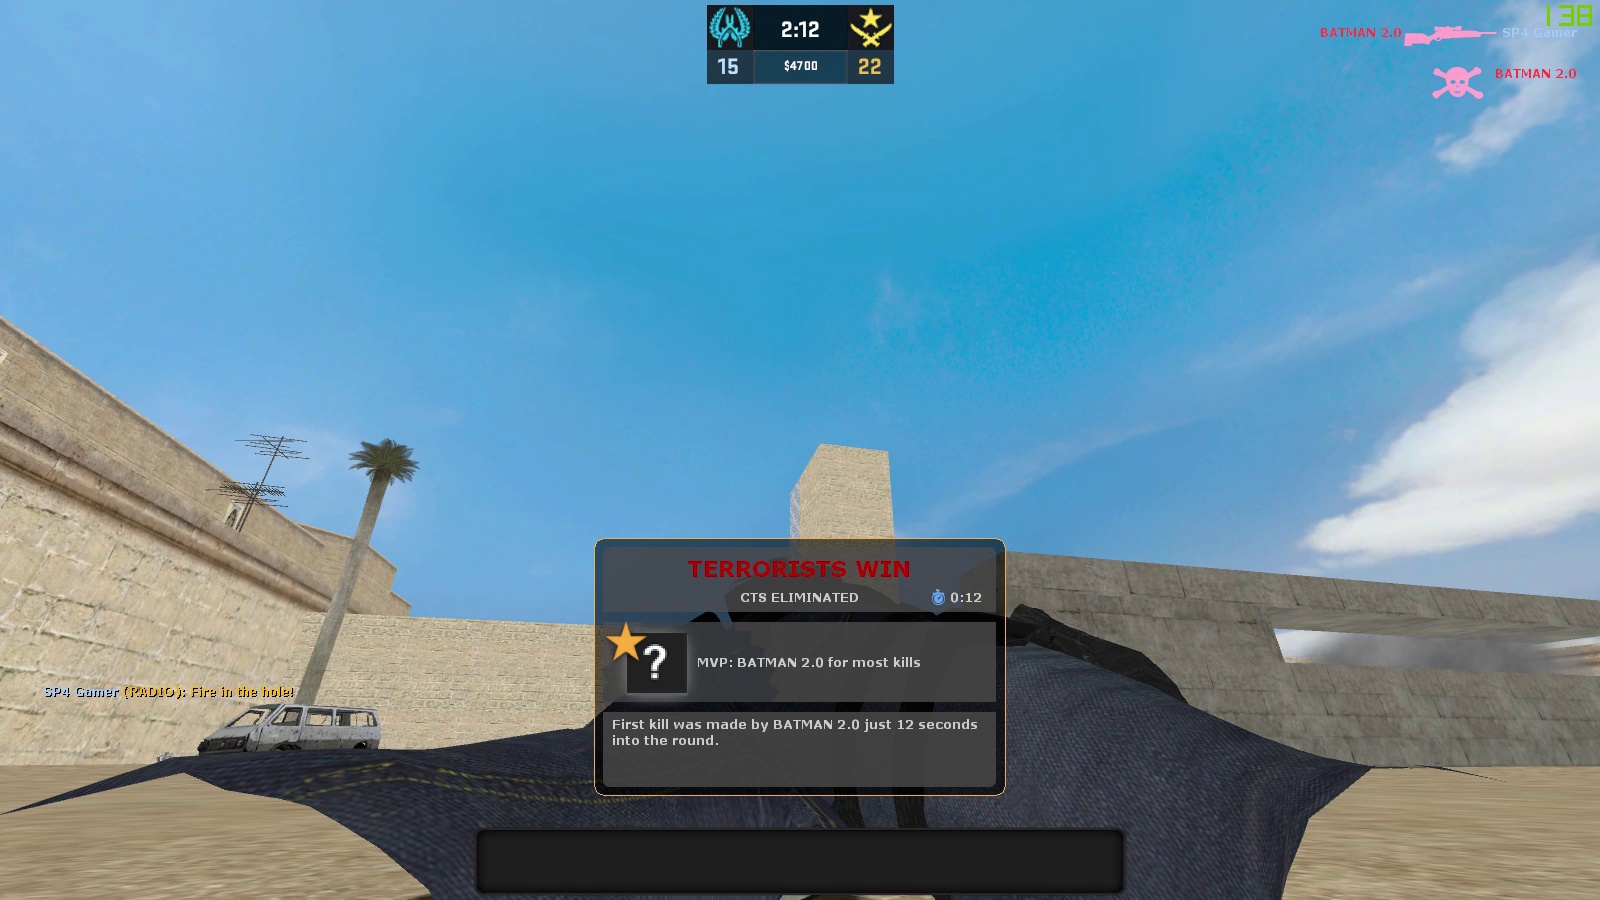 2:12
15
$4700
22
138
BATMAN 2.0 SP4 Gamer
BATMAN 2.0
TERRORISTS WIN
CTS ELIMINATED
0:12
?
MVP: BATMAN 2.0 for most kills
SP4 Gamer (RADIO): Fire in the hole!
First kill was made by BATMAN 2.0 just 12 seconds
into the round.